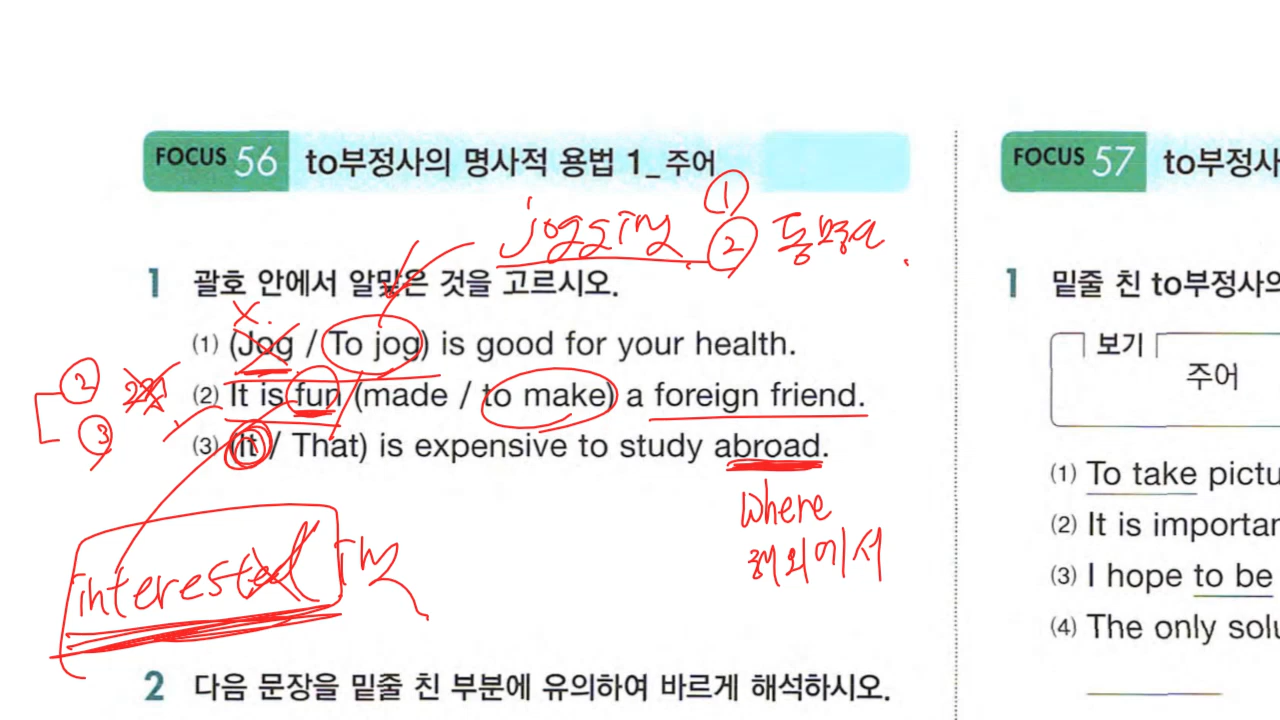 FOCUS 56 to부정사의 명사적 용법 1_주어
jogging ① ② 동명사
1 괄호 안에서 알맞은 것을 고르시오.
x.
(1) (Jog / To jog) is good for your health.
②
(2) It is fun (made / to make) a foreign friend.
③
(3) (It / That) is expensive to study abroad.
where
해외에서
interested ing
2 다음 문장을 밑줄 친 부분에 유의하여 바르게 해석하시오.
FOCUS 57 to부정사
1 밑줄 친 to부정사의
보기
주어
(1) To take pictu
(2) It is importan
(3) I hope to be
(4) The only solu